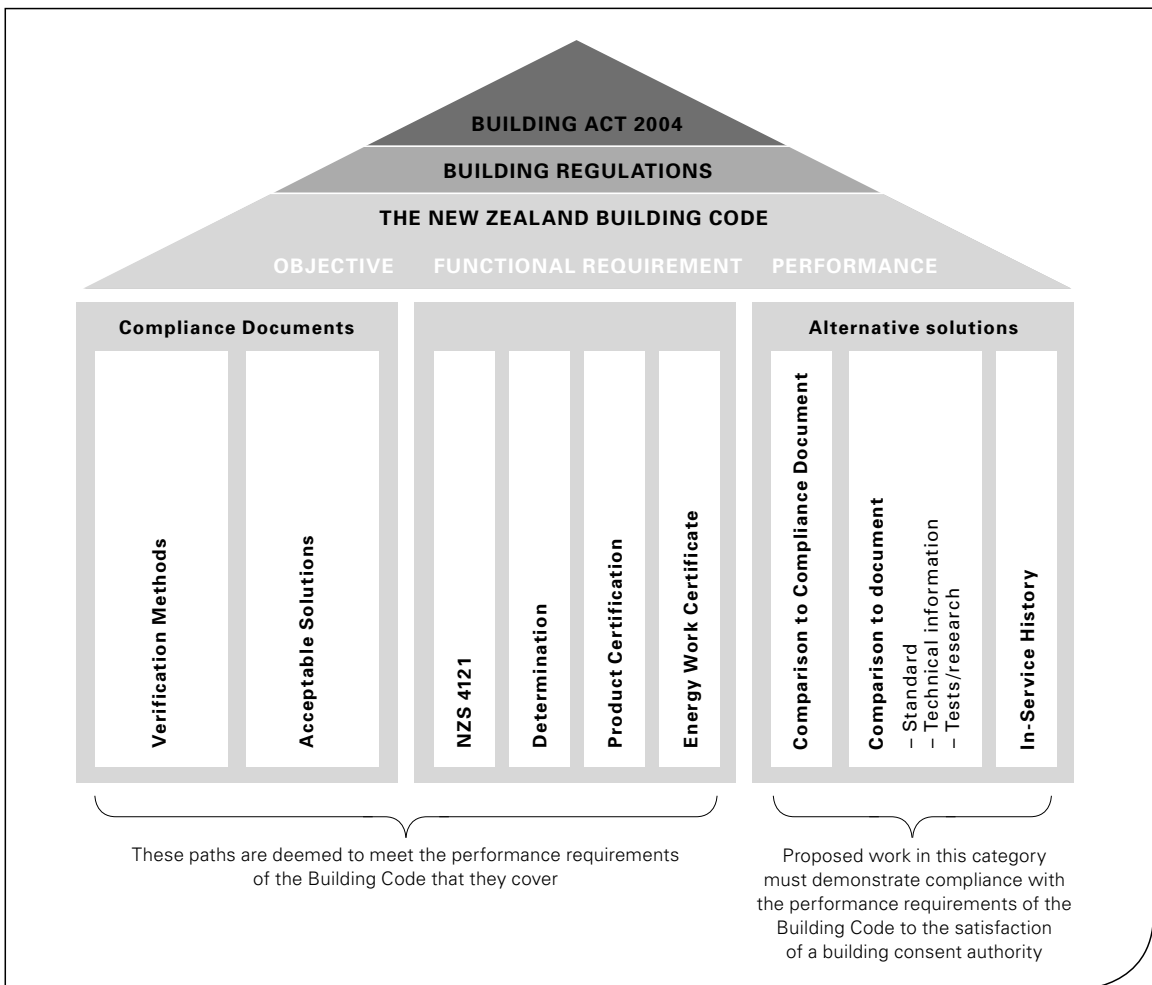 BUILDING ACT 2004
BUILDING REGULATIONS
THE NEW ZEALAND BUILDING CODE
OBJECTIVE FUNCTIONAL REQUIREMENT PERFORMANCE
Compliance Documents
Verification Methods
Acceptable Solutions
NZS 4121
Determination
Product Certification
Energy Work Certificate
Alternative solutions
Comparison to Compliance Document
Comparison to document
– Standard
– Technical information
– Tests/research
In-Service History
These paths are deemed to meet the performance requirements
of the Building Code that they cover
Proposed work in this category
must demonstrate compliance with
the performance requirements of the
Building Code to the satisfaction
of a building consent authority